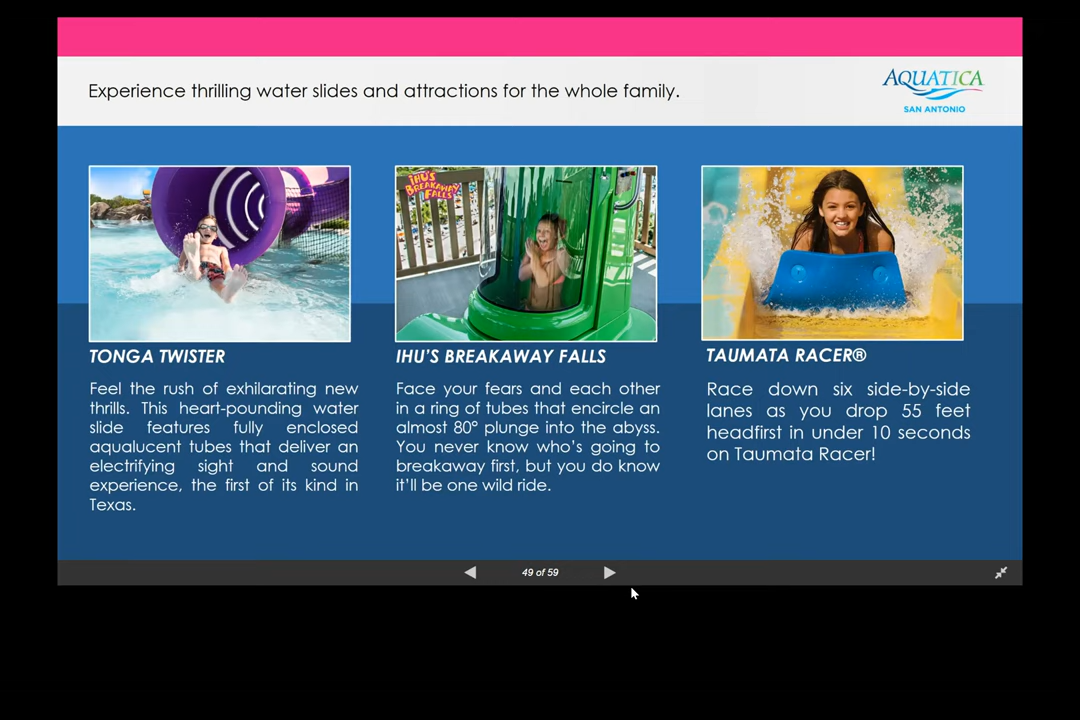 Experience thrilling water slides and attractions for the whole family.
AQUATICA
SAN ANTONIO
IHU'S
BREAKAWAY
FALLS
TONGA TWISTER
Feel the rush of exhilarating new
thrills. This heart-pounding water
slide features fully enclosed
aqualucent tubes that deliver an
electrifying sight and sound
experience, the first of its kind in
Texas.
IHU'S BREAKAWAY FALLS
Face your fears and each other
in a ring of tubes that encircle an
almost 80° plunge into the abyss.
You never know who's going to
breakaway first, but you do know
it'll be one wild ride.
TAUMATA RACER®
Race down six side-by-side
lanes as you drop 55 feet
headfirst in under 10 seconds
on Taumata Racer!
49 of 59